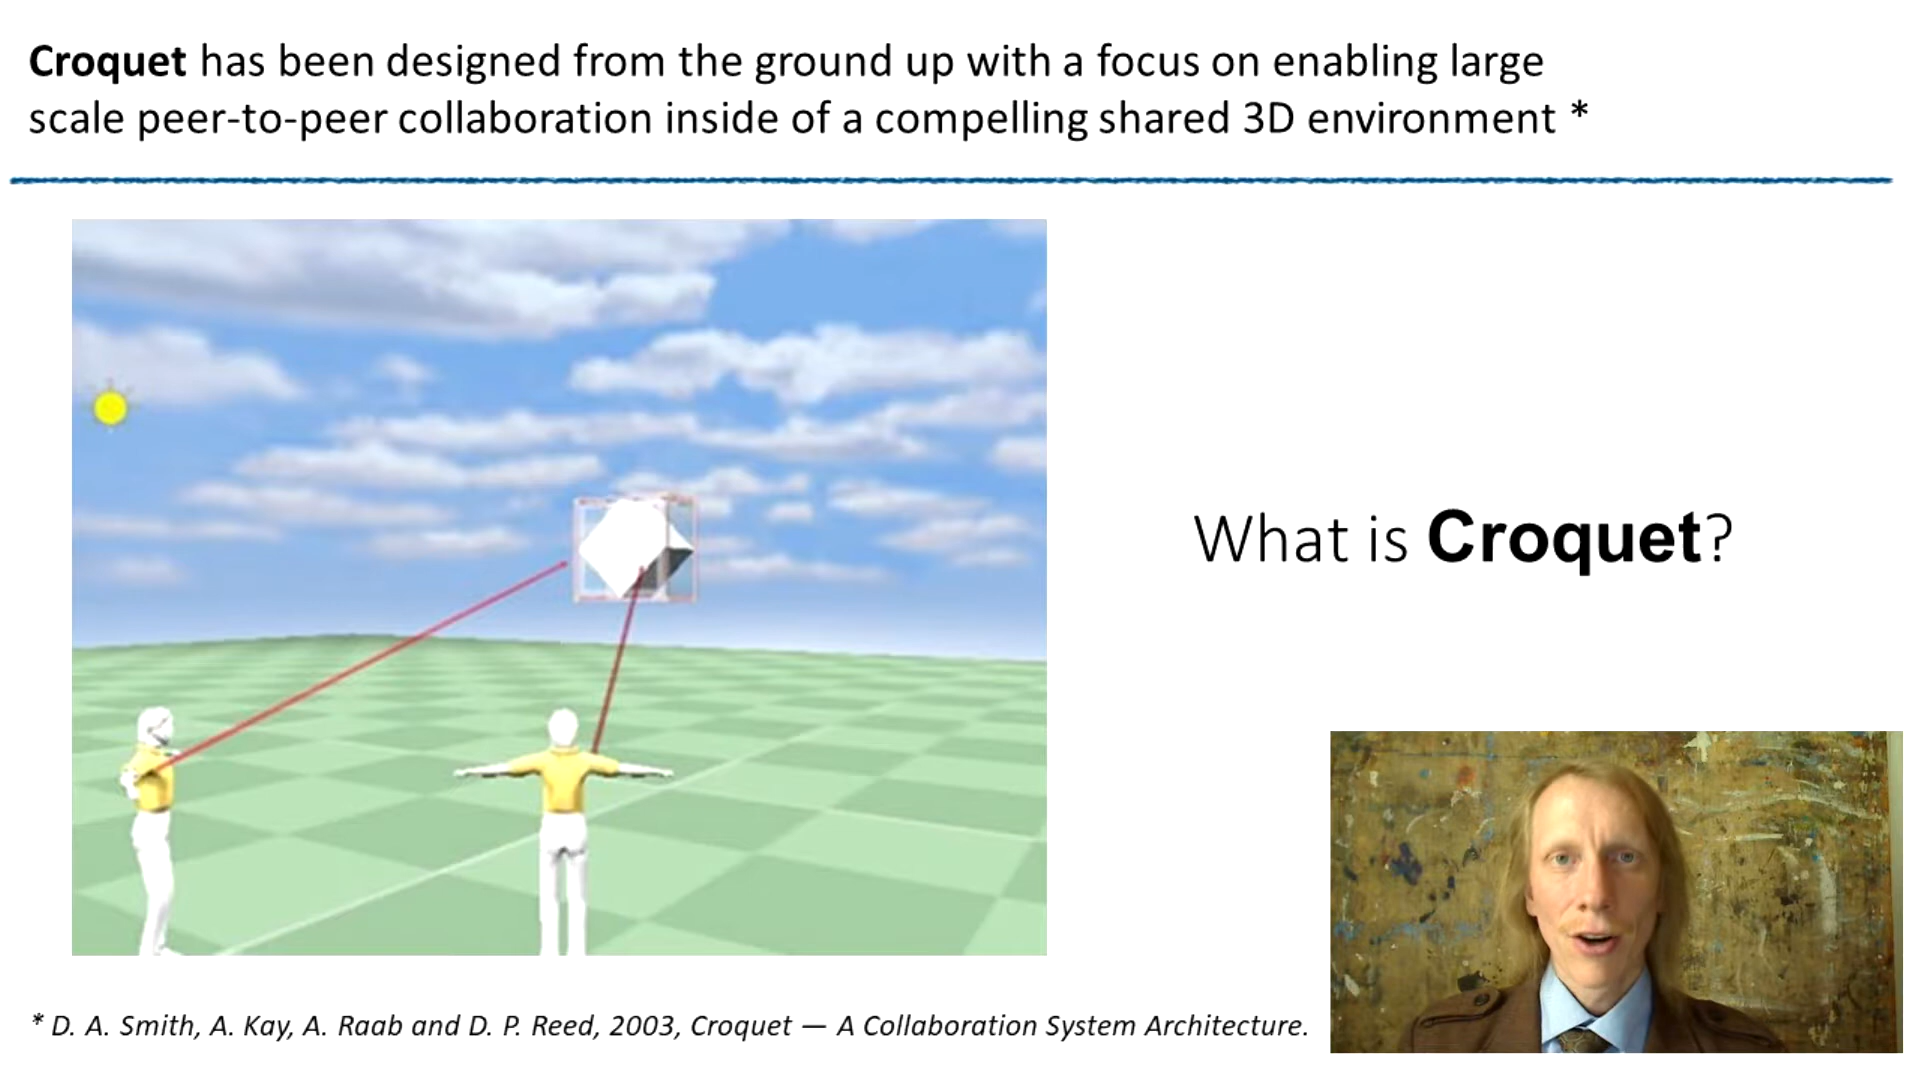 Croquet has been designed from the ground up with a focus on enabling large
scale peer-to-peer collaboration inside of a compelling shared 3D environment *
What is Croquet?
* D. A. Smith, A. Kay, A. Raab and D. P. Reed, 2003, Croquet — A Collaboration System Architecture.